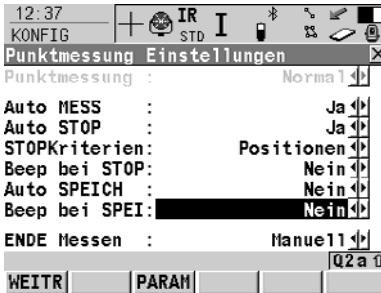 12:37
KONFIG
IR
STD
I
Punktmessung Einstellungen X
Punktmessung : Normal
Auto MESS : Ja
Auto STOP : Ja
STOPKriterien: Positionen
Beep bei STOP: Nein
Auto SPEICH : Nein
Beep bei SPEI: Nein
ENDE Messen : Manuell
Q2a
WEITR PARAM